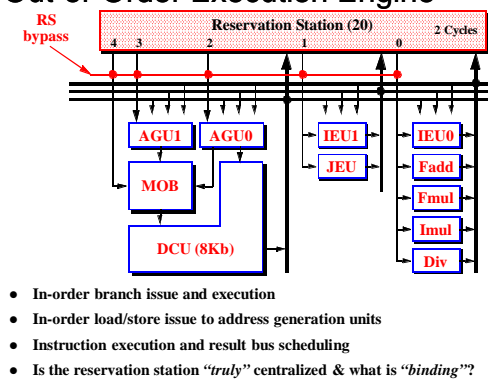 Out-of-Order Execution Engine
RS
bypass
Reservation Station (20)
2 Cycles
4 3 2 1 0
AGU1 AGU0 IEU1 IEU0
JEU Fadd
MOB
Fmul
Imul
DCU (8Kb)
Div
● In-order branch issue and execution
● In-order load/store issue to address generation units
● Instruction execution and result bus scheduling
● Is the reservation station “truly” centralized & what is “binding”?